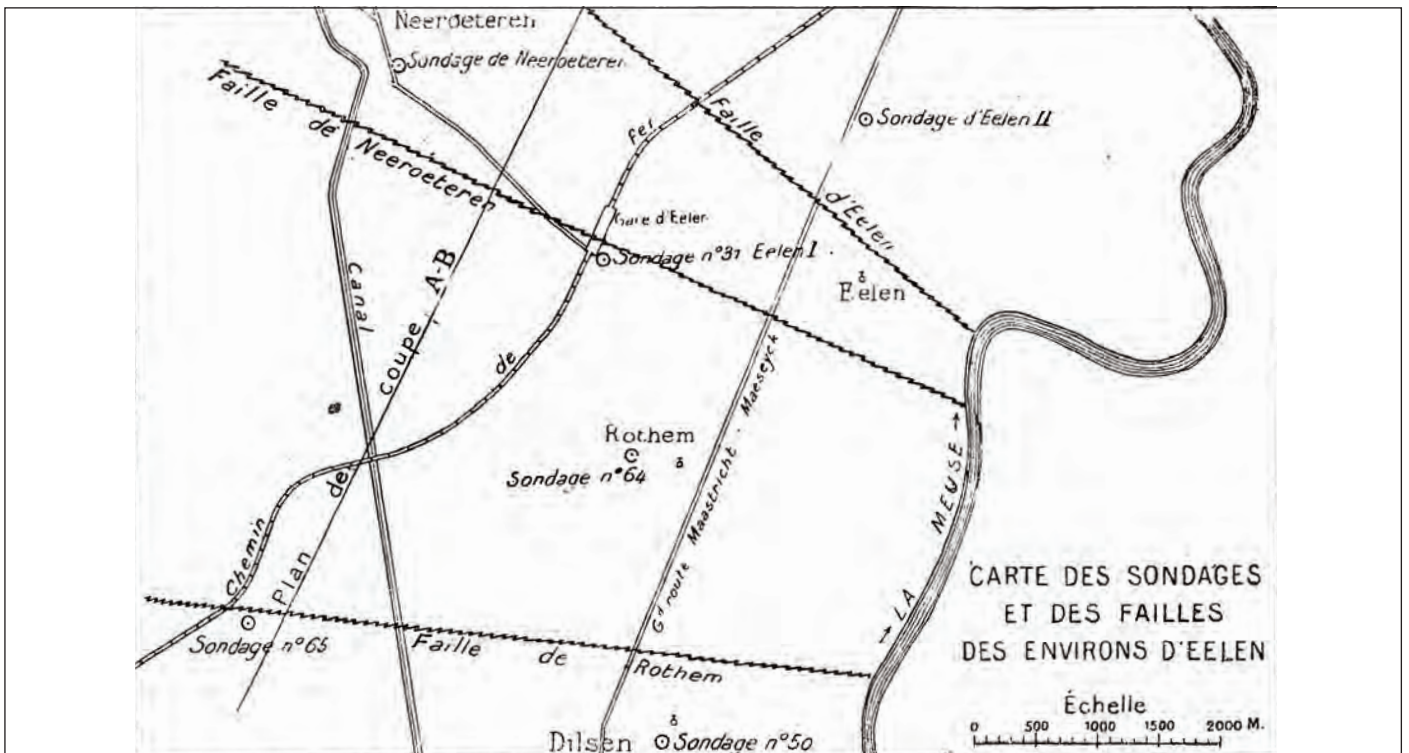 Neeroeteren
Sondage de Neeroeteren
Faille de Neeroeteren
Faille d'Eelen
Sondage d'Eelen II
Gare d'Eelen
Sondage n°31 Eelen I
Eelen
Canal
Plan de coupe A-B
Chemin de Fer
Rothem
Sondage n°64
Gd route Maastricht - Maeseyck
LA MEUSE
Sondage n°65
Faille de Rothem
Dilsen
Sondage n°50
CARTE DES SONDAGES
ET DES FAILLES
DES ENVIRONS D'EELEN
Échelle
0 500 1000 1500 2000 M.